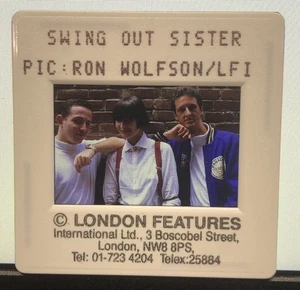 SWING OUT SISTER
PIC:RON WOLFSON/LFI
© LONDON FEATURES
International Ltd., 3 Boscobel Street,
London, NW8 8PS,
Tel: 01-723 4204 Telex:25884